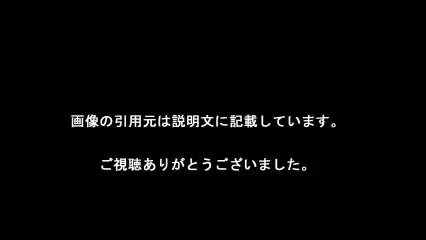 画像の引用元は説明文に記載しています。
ご視聴ありがとうございました。